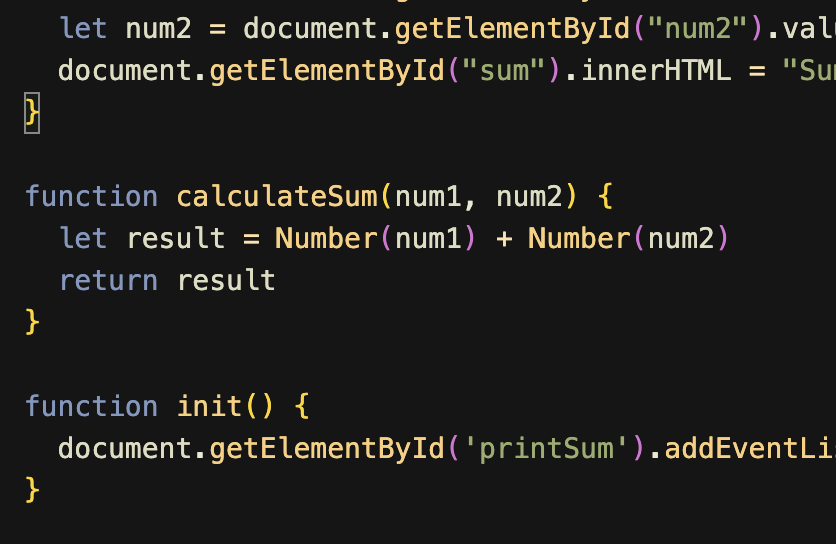 let num2 = document.getElementById("num2").val
document.getElementById("sum").innerHTML = "Su
}
function calculateSum(num1, num2) {
let result = Number(num1) + Number(num2)
return result
}
function init() {
document.getElementById('printSum').addEventLi
}